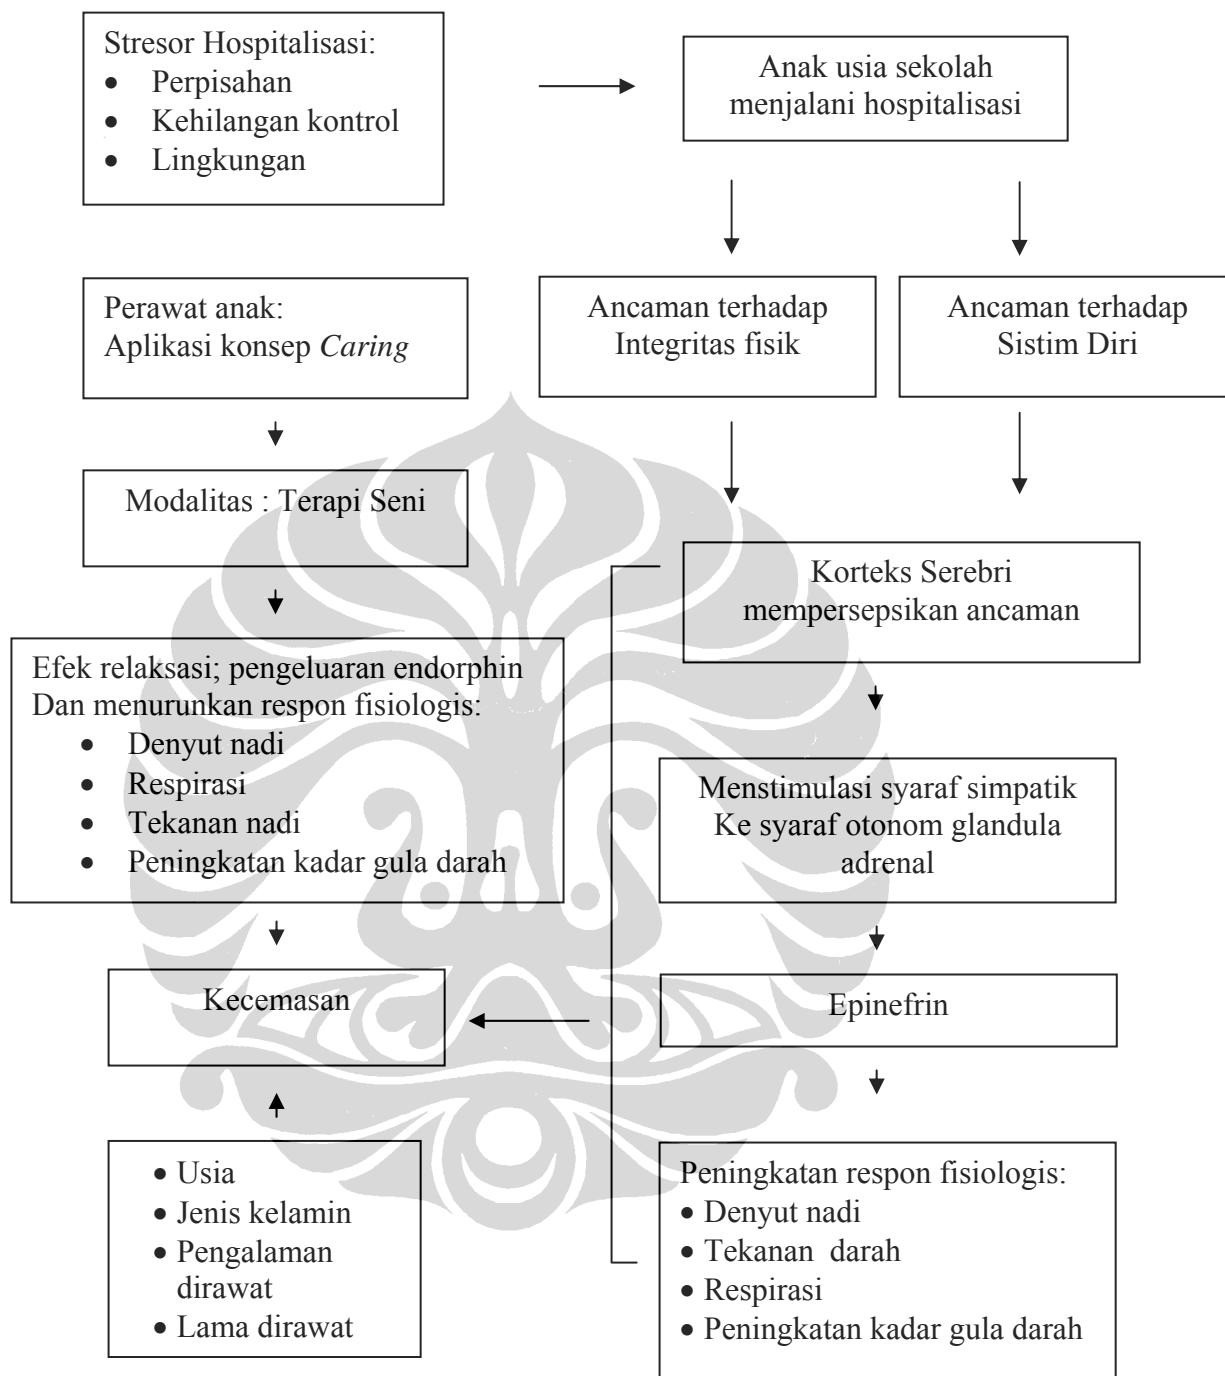 Stresor Hospitalisasi:
• Perpisahan
• Kehilangan kontrol
• Lingkungan
Anak usia sekolah
menjalani hospitalisasi
Perawat anak:
Aplikasi konsep Caring
Ancaman terhadap
Integritas fisik
Ancaman terhadap
Sistim Diri
Modalitas : Terapi Seni
Korteks Serebri
mempersepsikan ancaman
Efek relaksasi; pengeluaran endorphin
Dan menurunkan respon fisiologis:
• Denyut nadi
• Respirasi
• Tekanan nadi
• Peningkatan kadar gula darah
Menstimulasi syaraf simpatik
Ke syaraf otonom glandula
adrenal
Kecemasan
Epinefrin
• Usia
• Jenis kelamin
• Pengalaman
dirawat
• Lama dirawat
Peningkatan respon fisiologis:
• Denyut nadi
• Tekanan darah
• Respirasi
• Peningkatan kadar gula darah